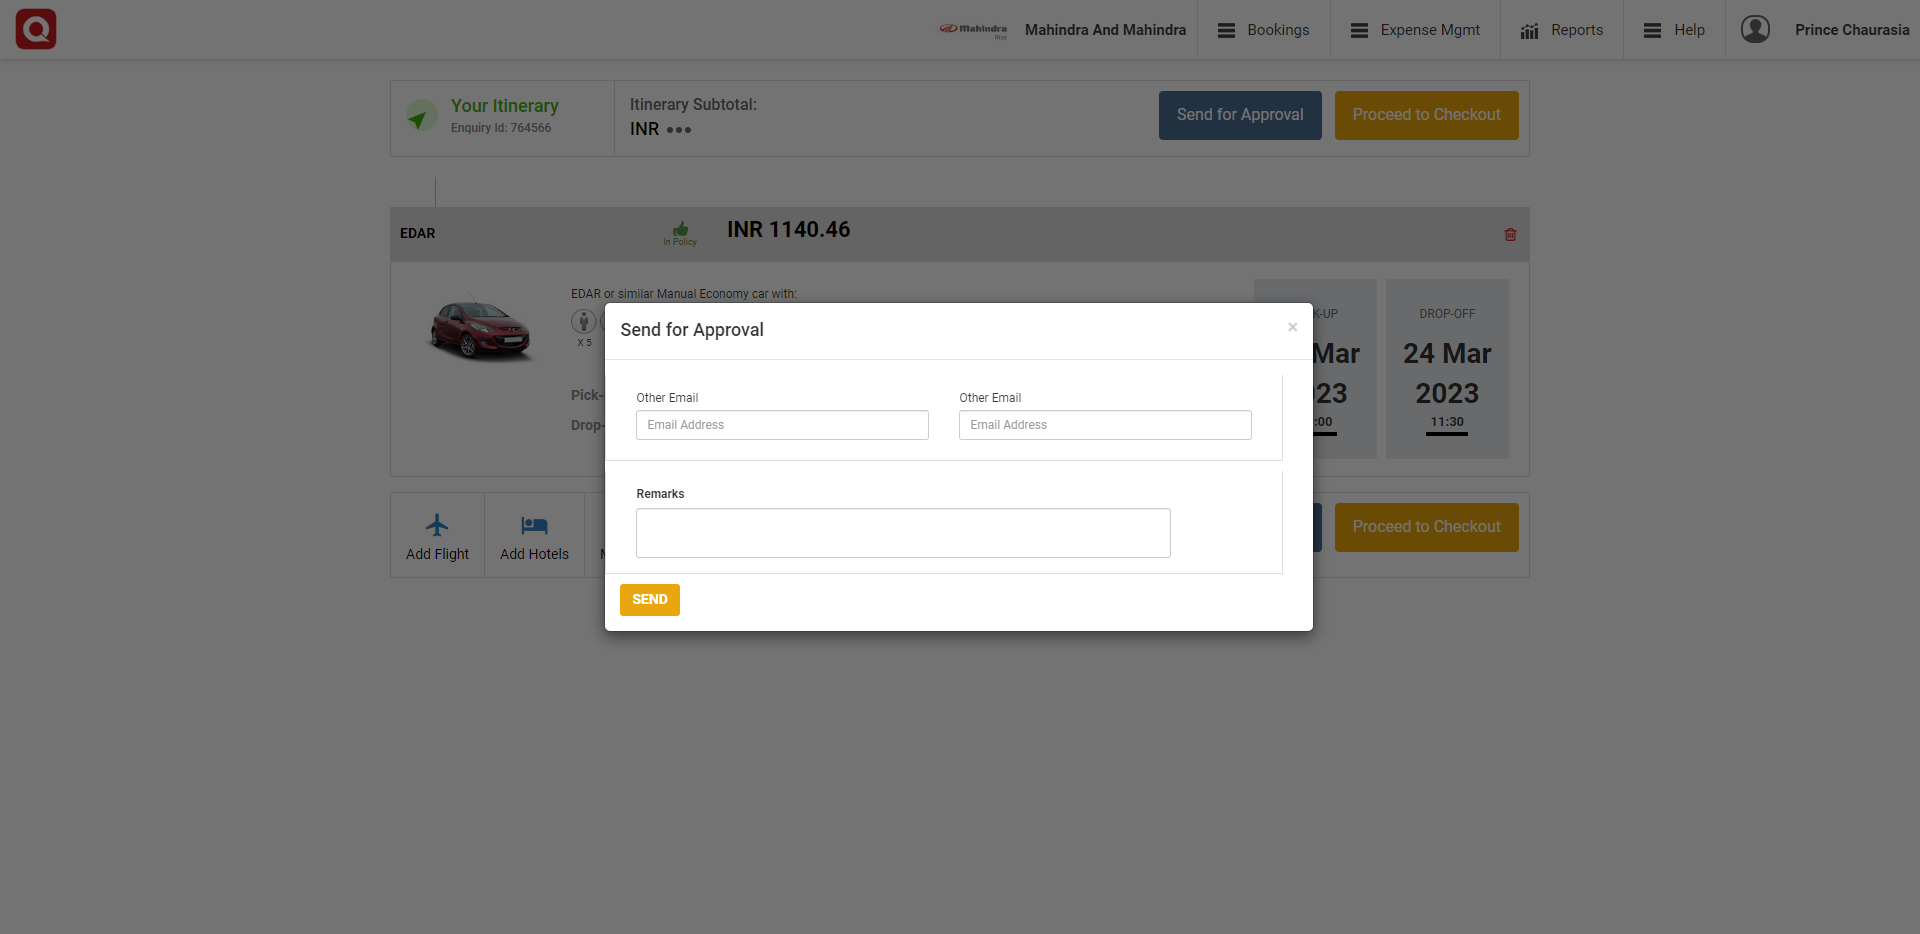 Mahindra
Rise
Mahindra And Mahindra
Bookings
Expense Mgmt
Reports
Help
Prince Chaurasia
Your Itinerary
Enquiry Id: 764566
Itinerary Subtotal:
INR
Send for Approval
Proceed to Checkout
EDAR
In Policy
INR 1140.46
EDAR or similar Manual Economy car with:
X 5
Pick-
Drop-
K-UP
Mar
23
:00
DROP-OFF
24 Mar
2023
11:30
Send for Approval
×
Other Email
Email Address
Other Email
Email Address
Remarks
SEND
Add Flight
Add Hotels
Proceed to Checkout